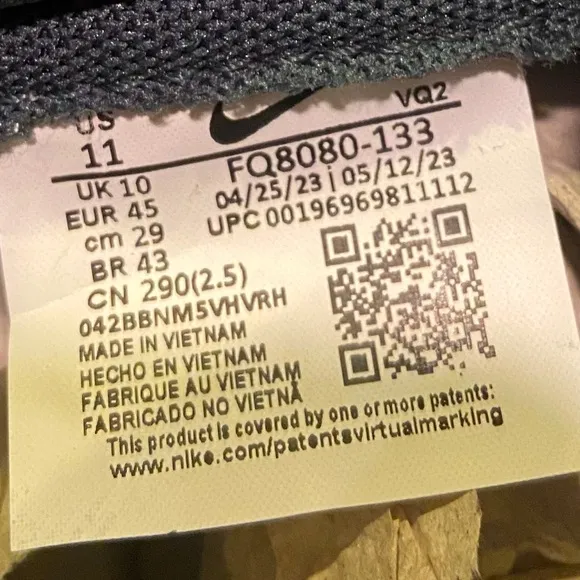 US
VQ2
11
FQ8080-133
UK 10
04/25/23 | 05/12/23
EUR 45
UPC 00196969811112
cm 29
BR 43
CN 290(2.5)
042BBNM5VHVRH
MADE IN VIETNAM
HECHO EN VIETNAM
FABRIQUE AU VIETNAM
FABRICADO NO VIETNÃ
This product is covered by one or more patents:
www.nike.com/patentsvirtualmarking